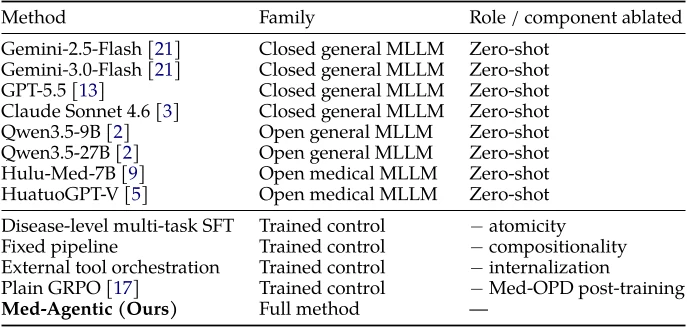 Method Family Role / component ablated
Gemini-2.5-Flash [21] Closed general MLLM Zero-shot
Gemini-3.0-Flash [21] Closed general MLLM Zero-shot
GPT-5.5 [13] Closed general MLLM Zero-shot
Claude Sonnet 4.6 [3] Closed general MLLM Zero-shot
Qwen3.5-9B [2] Open general MLLM Zero-shot
Qwen3.5-27B [2] Open general MLLM Zero-shot
Hulu-Med-7B [9] Open medical MLLM Zero-shot
HuatuoGPT-V [5] Open medical MLLM Zero-shot
Disease-level multi-task SFT Trained control − atomicity
Fixed pipeline Trained control − compositionality
External tool orchestration Trained control − internalization
Plain GRPO [17] Trained control − Med-OPD post-training
Med-Agentic (Ours) Full method —